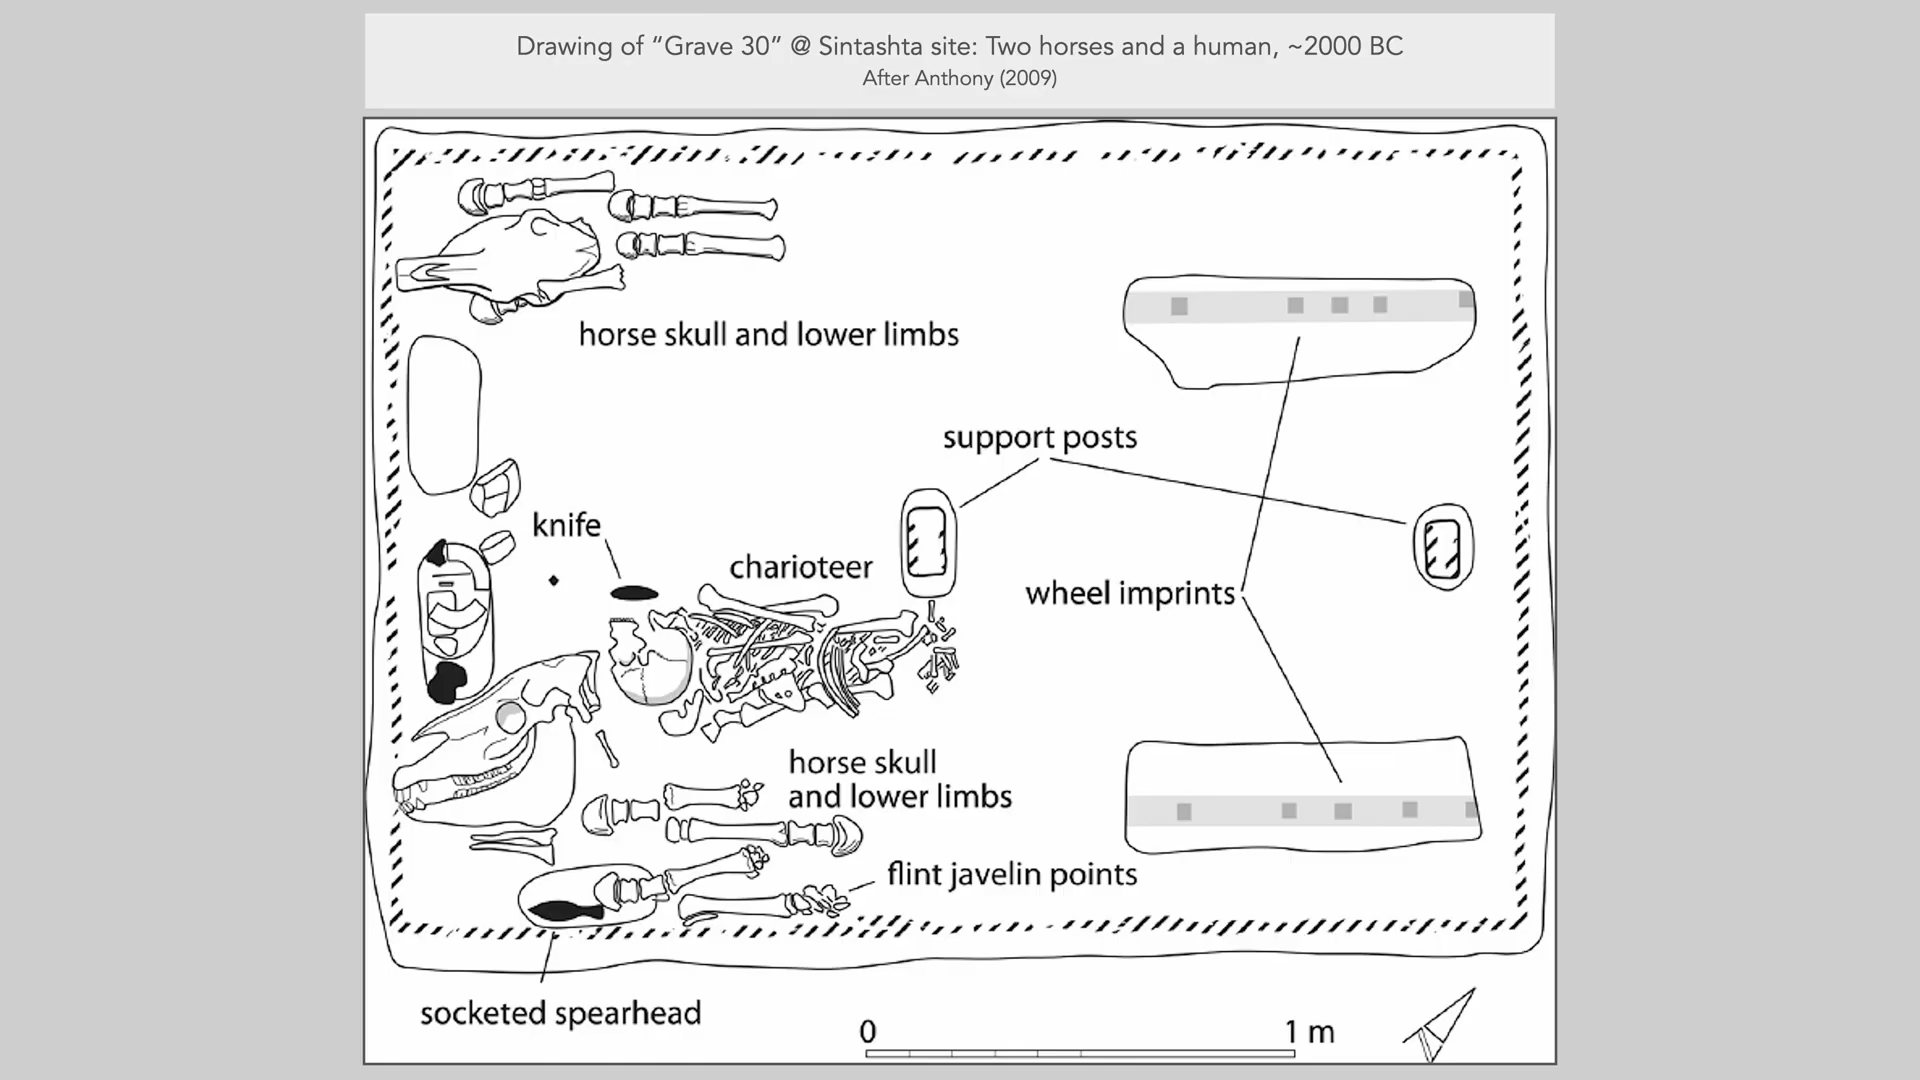 Drawing of “Grave 30” @ Sintashta site: Two horses and a human, ~2000 BC
After Anthony (2009)
horse skull and lower limbs
support posts
knife
charioteer
wheel imprints
horse skull
and lower limbs
flint javelin points
socketed spearhead
0
1 m